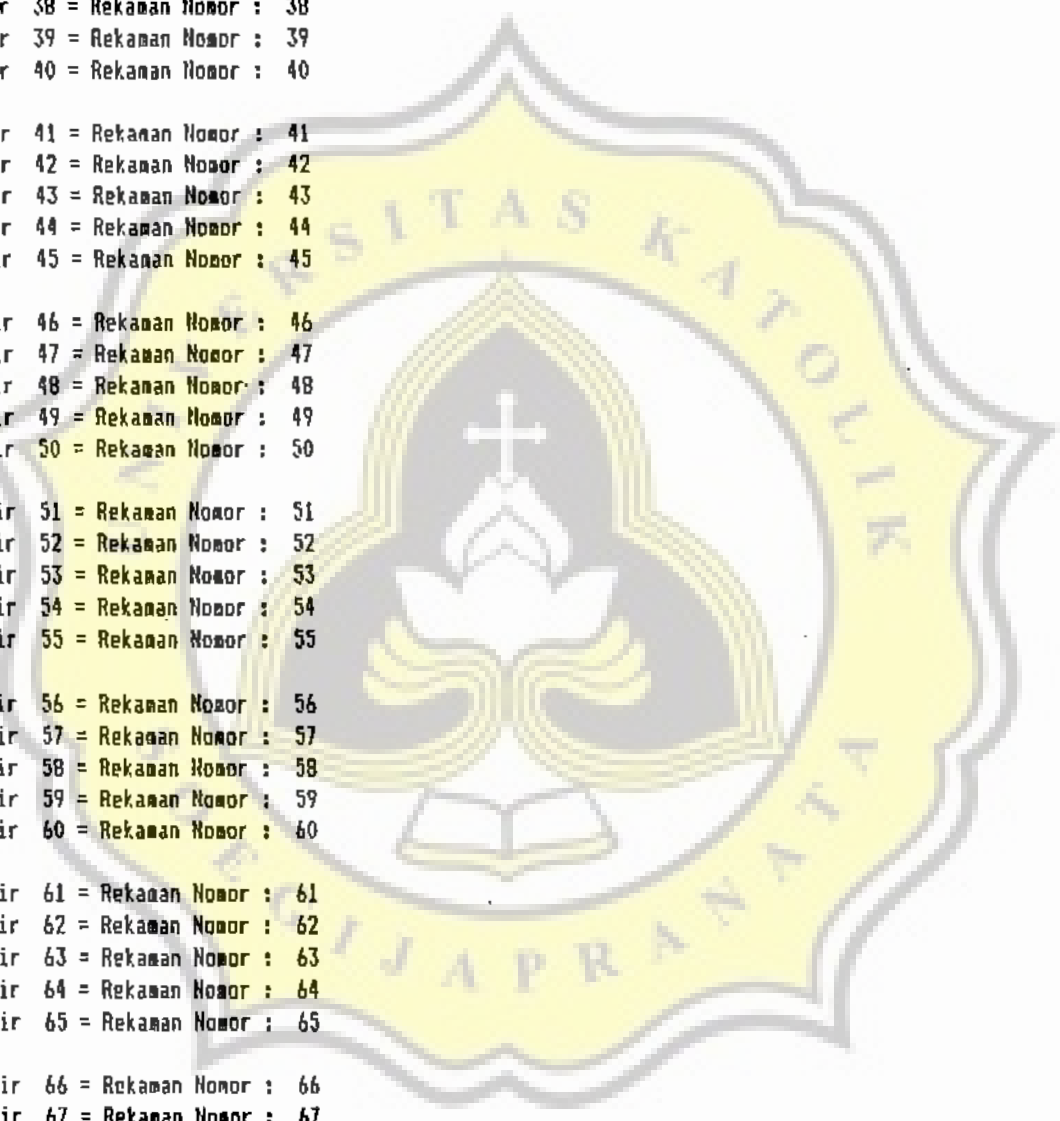 r 38 = Rekaman Nomor : 38
r 39 = Rekaman Nomor : 39
r 40 = Rekaman Nomor : 40
r 41 = Rekaman Nomor : 41
r 42 = Rekaman Nomor : 42
r 43 = Rekaman Nomor : 43
r 44 = Rekaman Nomor : 44
r 45 = Rekaman Nomor : 45
r 46 = Rekaman Nomor : 46
r 47 = Rekaman Nomor : 47
r 48 = Rekaman Nomor : 48
r 49 = Rekaman Nomor : 49
r 50 = Rekaman Nomor : 50
ir 51 = Rekaman Nomor : 51
ir 52 = Rekaman Nomor : 52
ir 53 = Rekaman Nomor : 53
ir 54 = Rekaman Nomor : 54
ir 55 = Rekaman Nomor : 55
ir 56 = Rekaman Nomor : 56
ir 57 = Rekaman Nomor : 57
ir 58 = Rekaman Nomor : 58
ir 59 = Rekaman Nomor : 59
ir 60 = Rekaman Nomor : 60
ir 61 = Rekaman Nomor : 61
ir 62 = Rekaman Nomor : 62
ir 63 = Rekaman Nomor : 63
ir 64 = Rekaman Nomor : 64
ir 65 = Rekaman Nomor : 65
ir 66 = Rekaman Nomor : 66
ir 67 = Rekaman Nomor : 67
UNIVERSITAS KATOLIK
SOEGIJAPRANATA